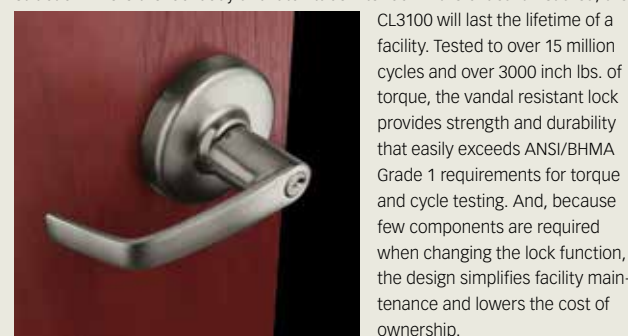 CL3100 will last the lifetime of a
facility. Tested to over 15 million
cycles and over 3000 inch lbs. of
torque, the vandal resistant lock
provides strength and durability
that easily exceeds ANSI/BHMA
Grade 1 requirements for torque
and cycle testing. And, because
few components are required
when changing the lock function,
the design simplifies facility main-
tenance and lowers the cost of
ownership.